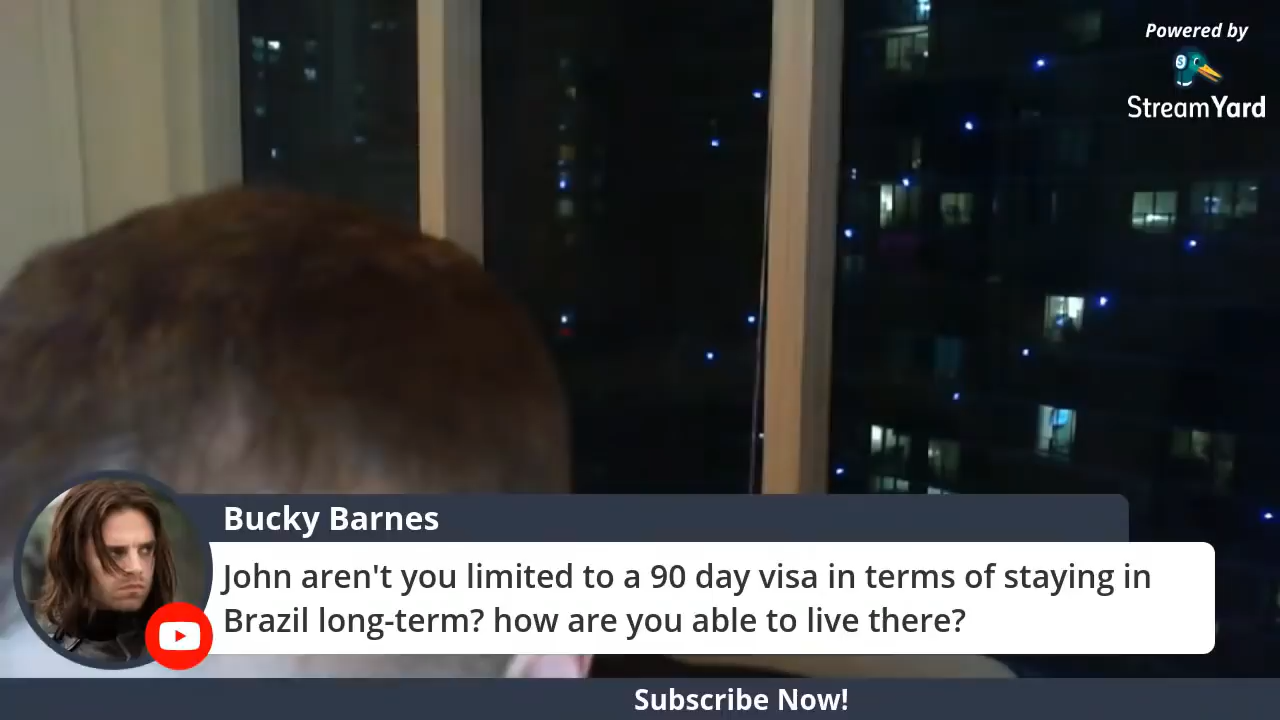 Powered by
StreamYard
Bucky Barnes
John aren't you limited to a 90 day visa in terms of staying in
Brazil long-term? how are you able to live there?
Subscribe Now!